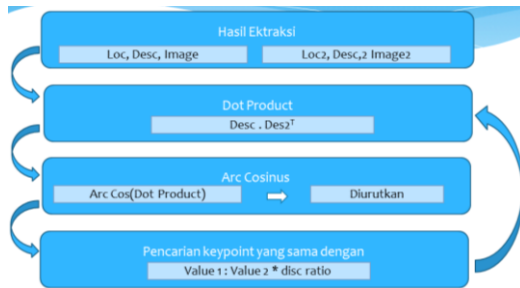 Hasil Ektraksi
Loc, Desc, Image
Loc2, Desc,2 Image2
Dot Product
Desc . Des2ᵀ
Arc Cosinus
Arc Cos(Dot Product)
Diurutkan
Pencarian keypoint yang sama dengan
Value 1 : Value 2 * disc ratio